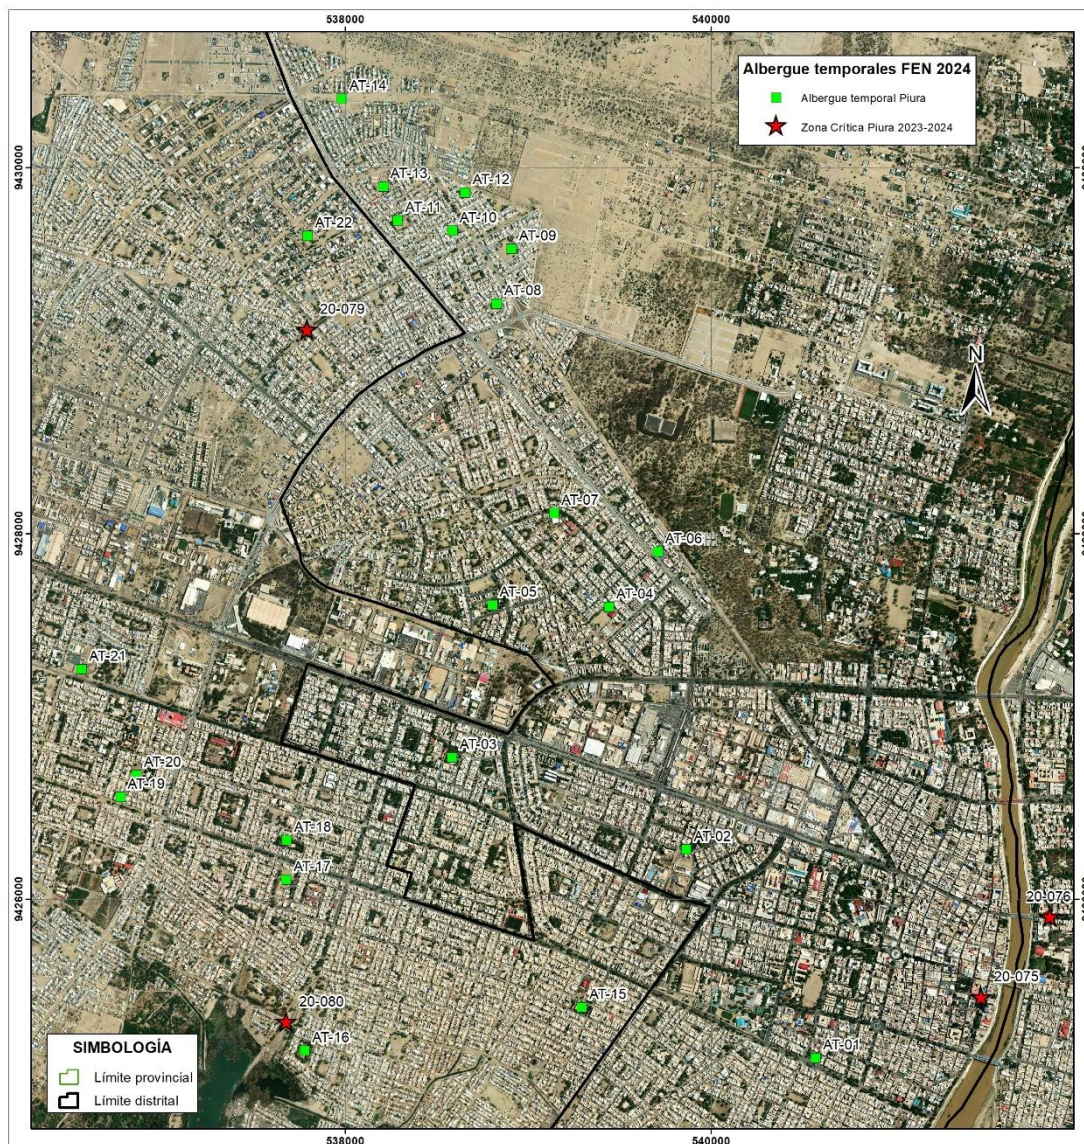 538000
540000
Albergue temporales FEN 2024
Albergue temporal Piura
Zona Crítica Piura 2023-2024
AT-14
9430000
AT-13
AT-12
AT-11
AT-10
AT-22
AT-09
AT-08
20-079
N
AT-07
9428000
AT-06
AT-05
AT-04
AT-21
AT-03
AT-20
AT-19
AT-18
AT-02
AT-17
9426000
20-076
20-075
AT-15
20-080
AT-16
AT-01
SIMBOLOGÍA
Límite provincial
Límite distrital
538000
540000